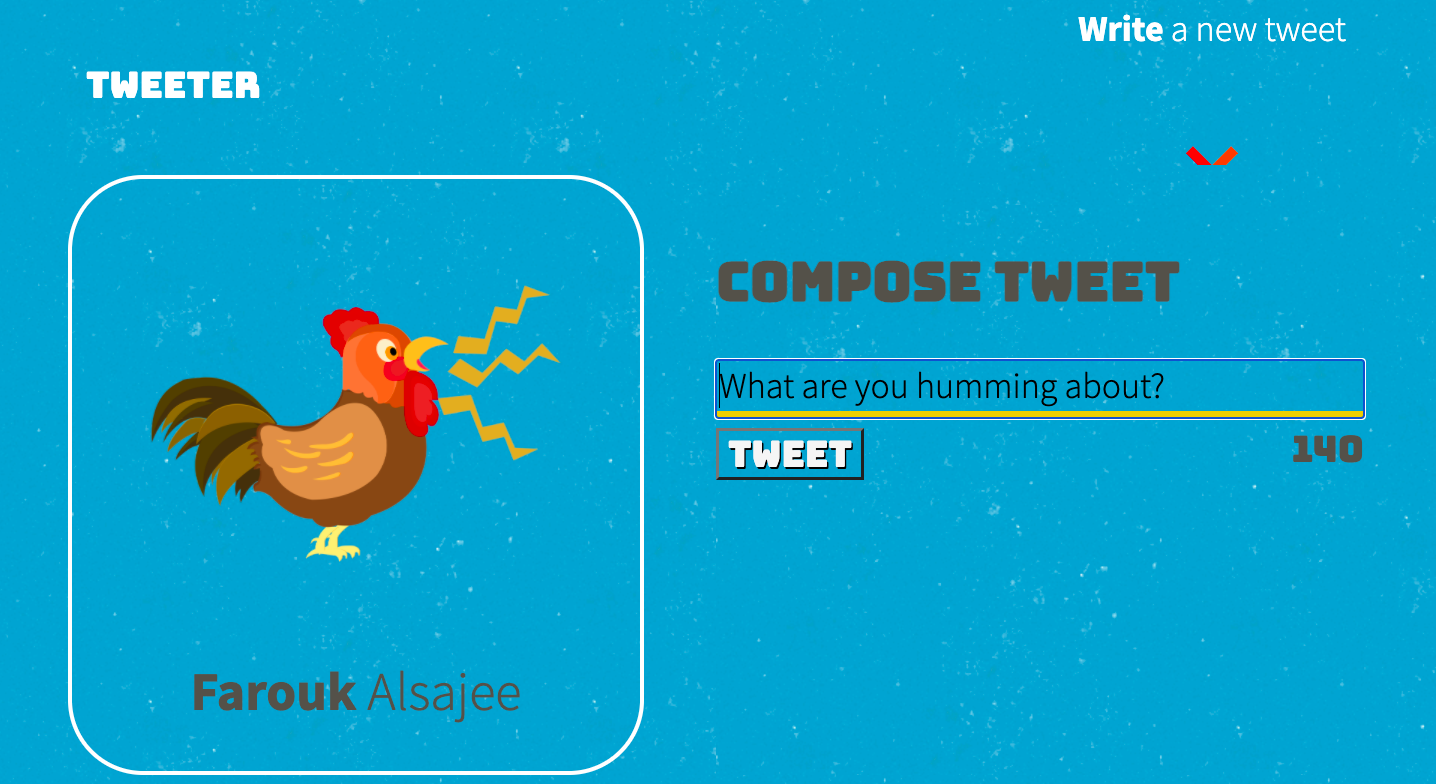 Write a new tweet
TWEETER
COMPOSE TWEET
What are you humming about?
TWEET
140
Farouk Alsajee